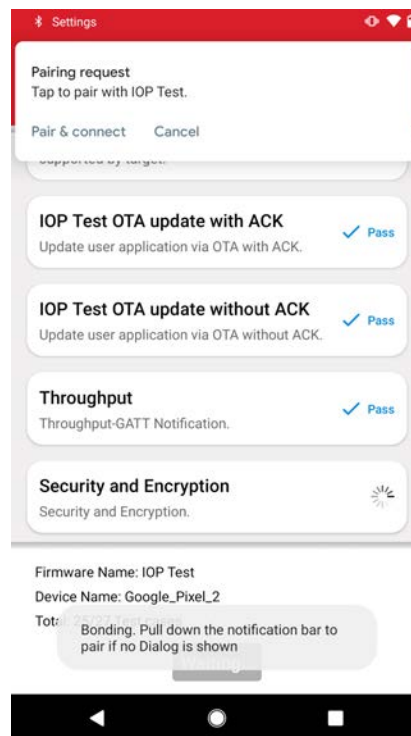 Settings
Pairing request
Tap to pair with IOP Test.
Pair & connect Cancel
supported by target.
IOP Test OTA update with ACK
Update user application via OTA with ACK.
Pass
IOP Test OTA update without ACK
Update user application via OTA without ACK.
Pass
Throughput
Throughput-GATT Notification.
Pass
Security and Encryption
Security and Encryption.
Firmware Name: IOP Test
Device Name: Google_Pixel_2
Bonding. Pull down the notification bar to
pair if no Dialog is shown